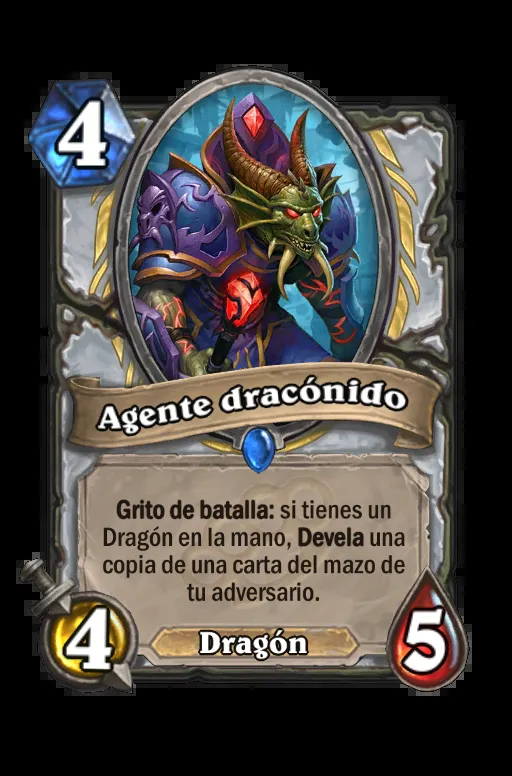 4
Agente dracónido
Grito de batalla: si tienes un
Dragón en la mano, Devela una
copia de una carta del mazo de
tu adversario.
4
Dragón
5